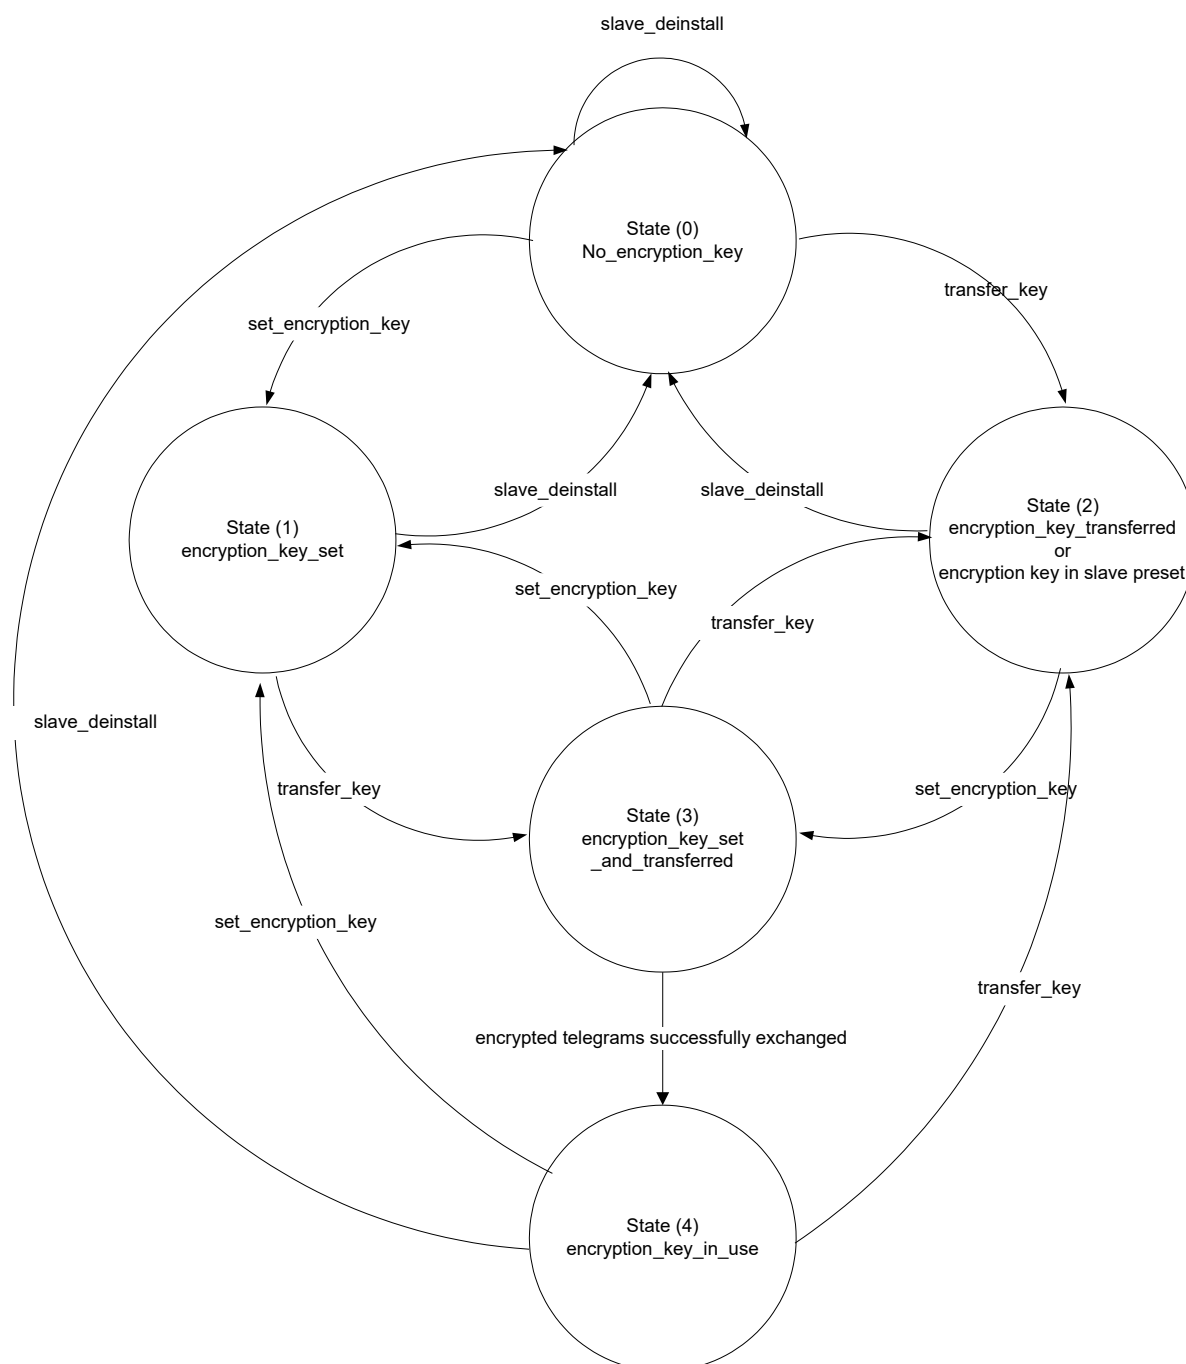 slave_deinstall
State (0)
No_encryption_key
transfer_key
set_encryption_key
slave_deinstall
slave_deinstall
State (1)
encryption_key_set
State (2)
encryption_key_transferred
or
encryption key in slave preset
set_encryption_key
transfer_key
slave_deinstall
transfer_key
set_encryption_key
State (3)
encryption_key_set
_and_transferred
set_encryption_key
transfer_key
encrypted telegrams successfully exchanged
State (4)
encryption_key_in_use